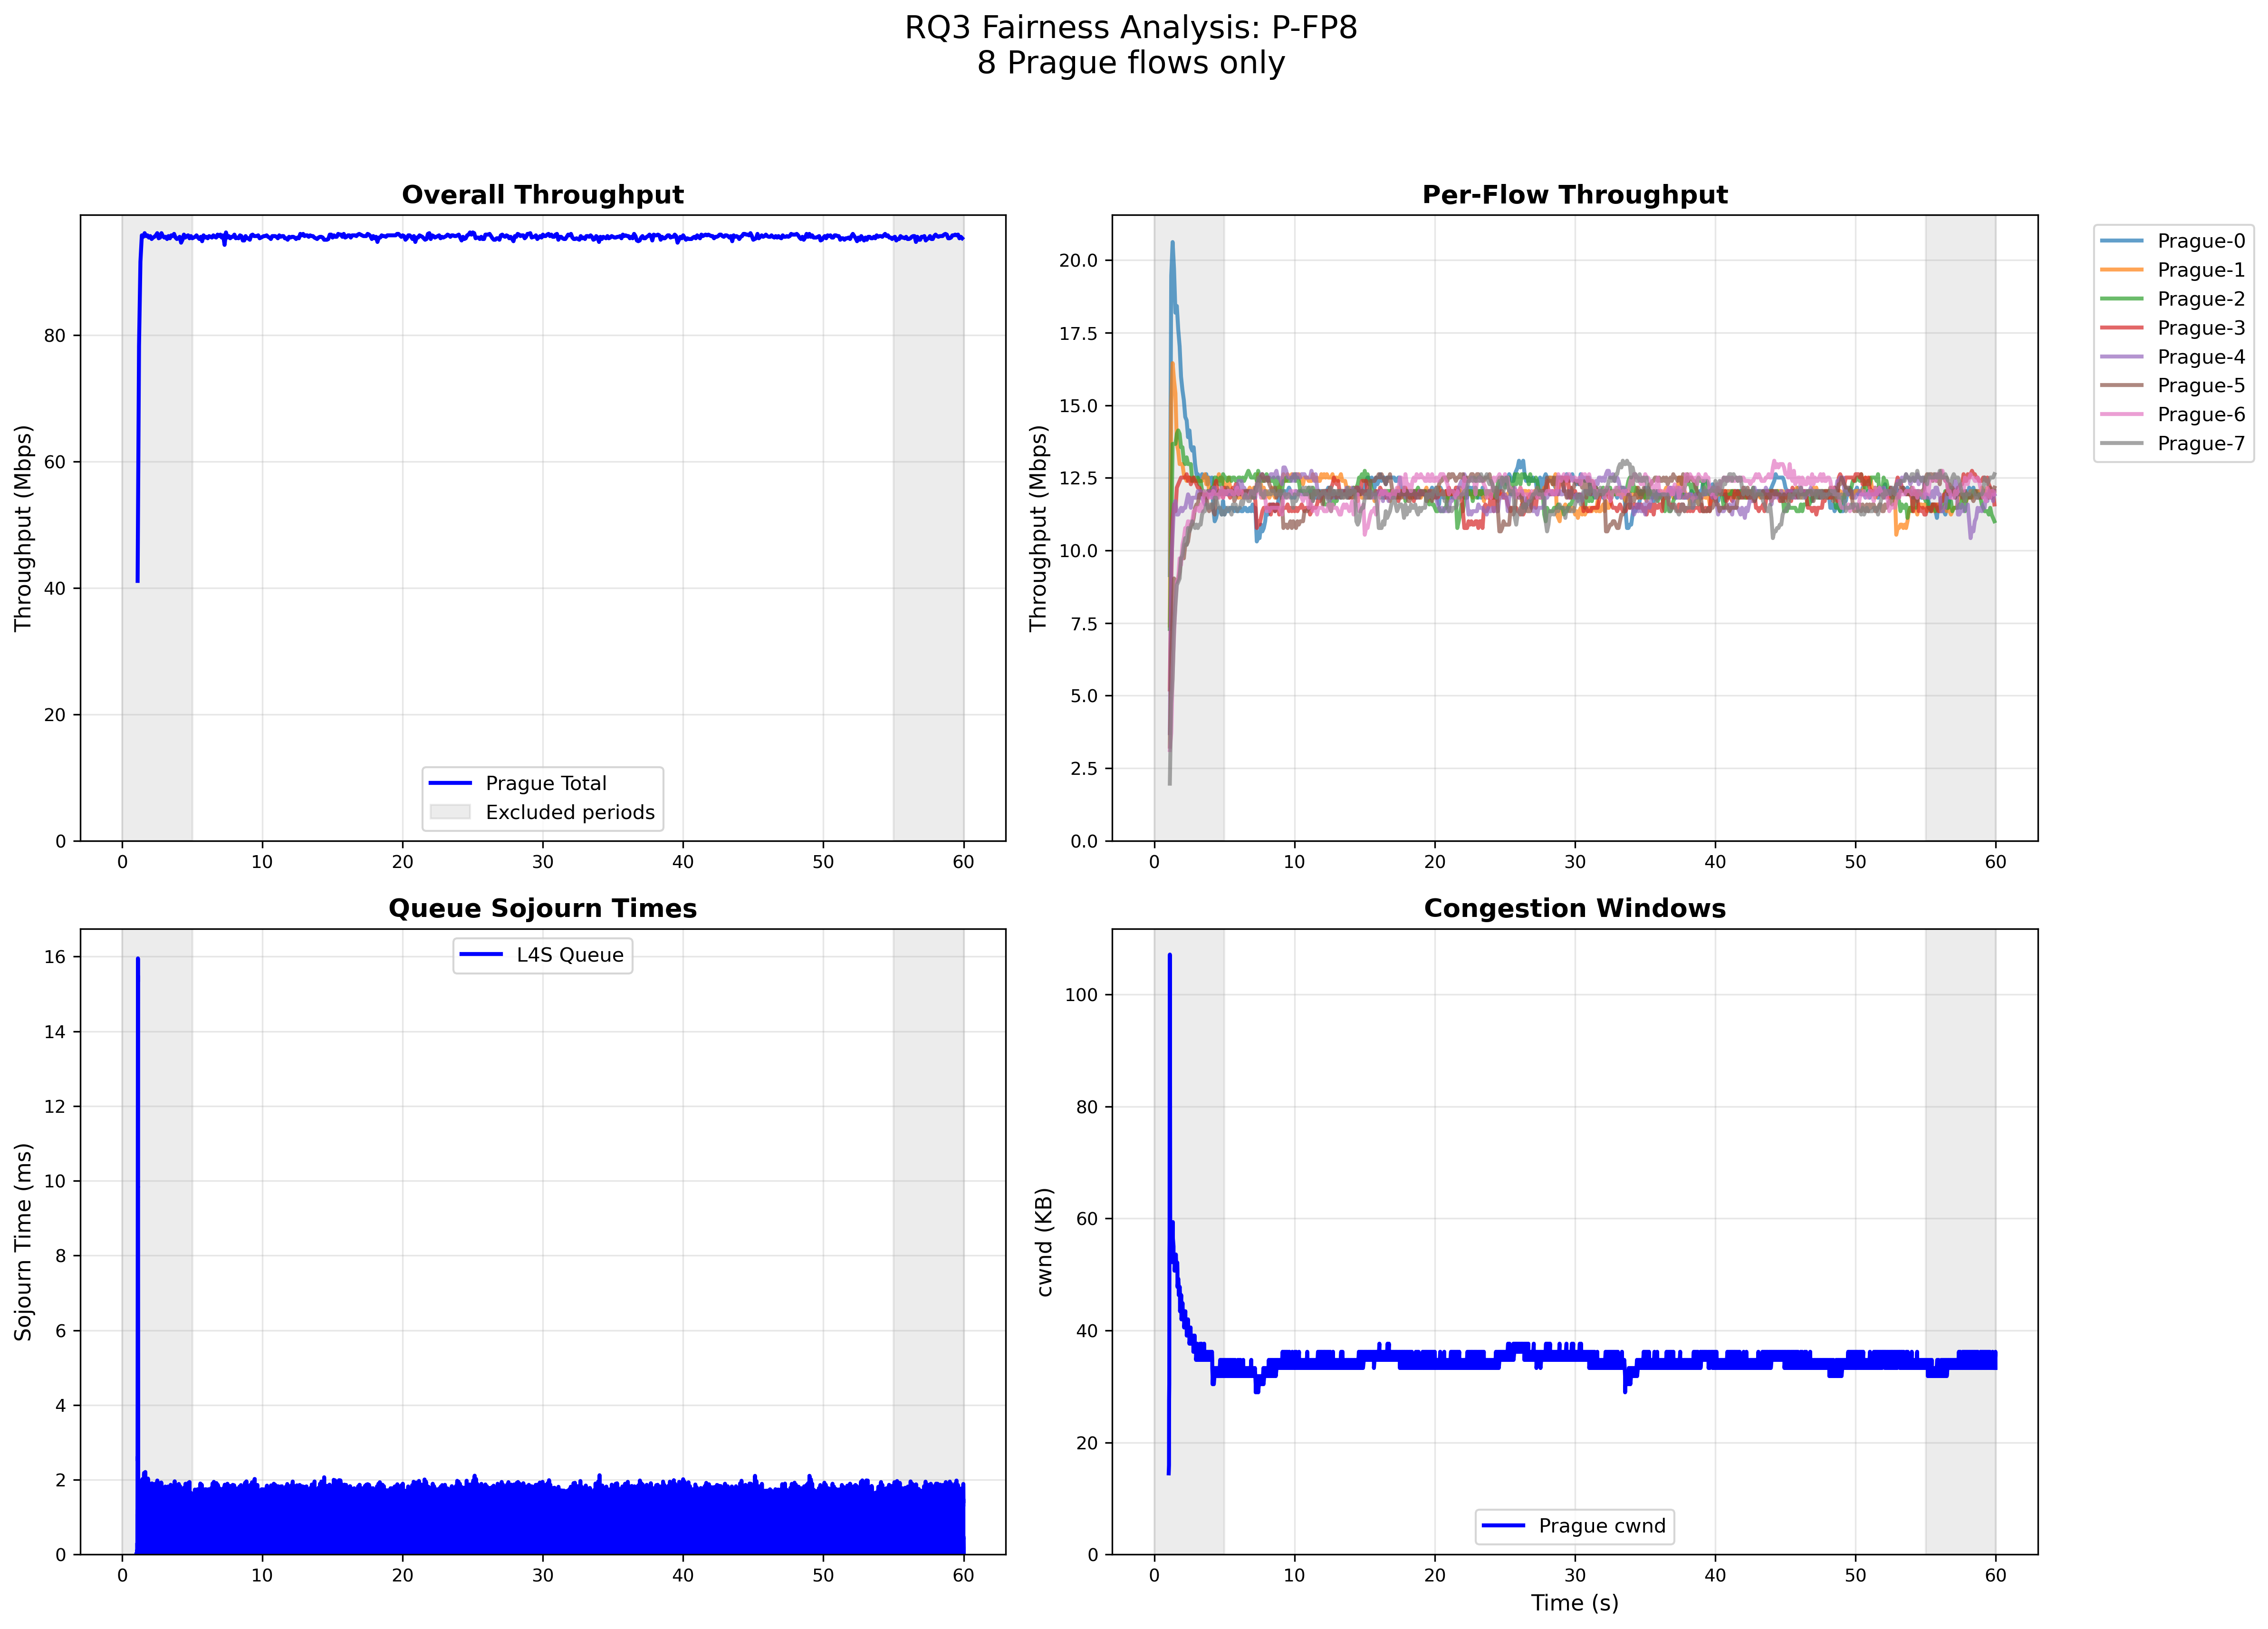 RQ3 Fairness Analysis: P-FP8
8 Prague flows only
Overall Throughput
Throughput (Mbps)
80
60
40
20
0
0 10 20 30 40 50 60
Prague Total
Excluded periods
Per-Flow Throughput
Throughput (Mbps)
20.0
17.5
15.0
12.5
10.0
7.5
5.0
2.5
0.0
0 10 20 30 40 50 60
Prague-0
Prague-1
Prague-2
Prague-3
Prague-4
Prague-5
Prague-6
Prague-7
Queue Sojourn Times
Sojourn Time (ms)
16
14
12
10
8
6
4
2
0
0 10 20 30 40 50 60
L4S Queue
Congestion Windows
cwnd (KB)
100
80
60
40
20
0
0 10 20 30 40 50 60
Time (s)
Prague cwnd